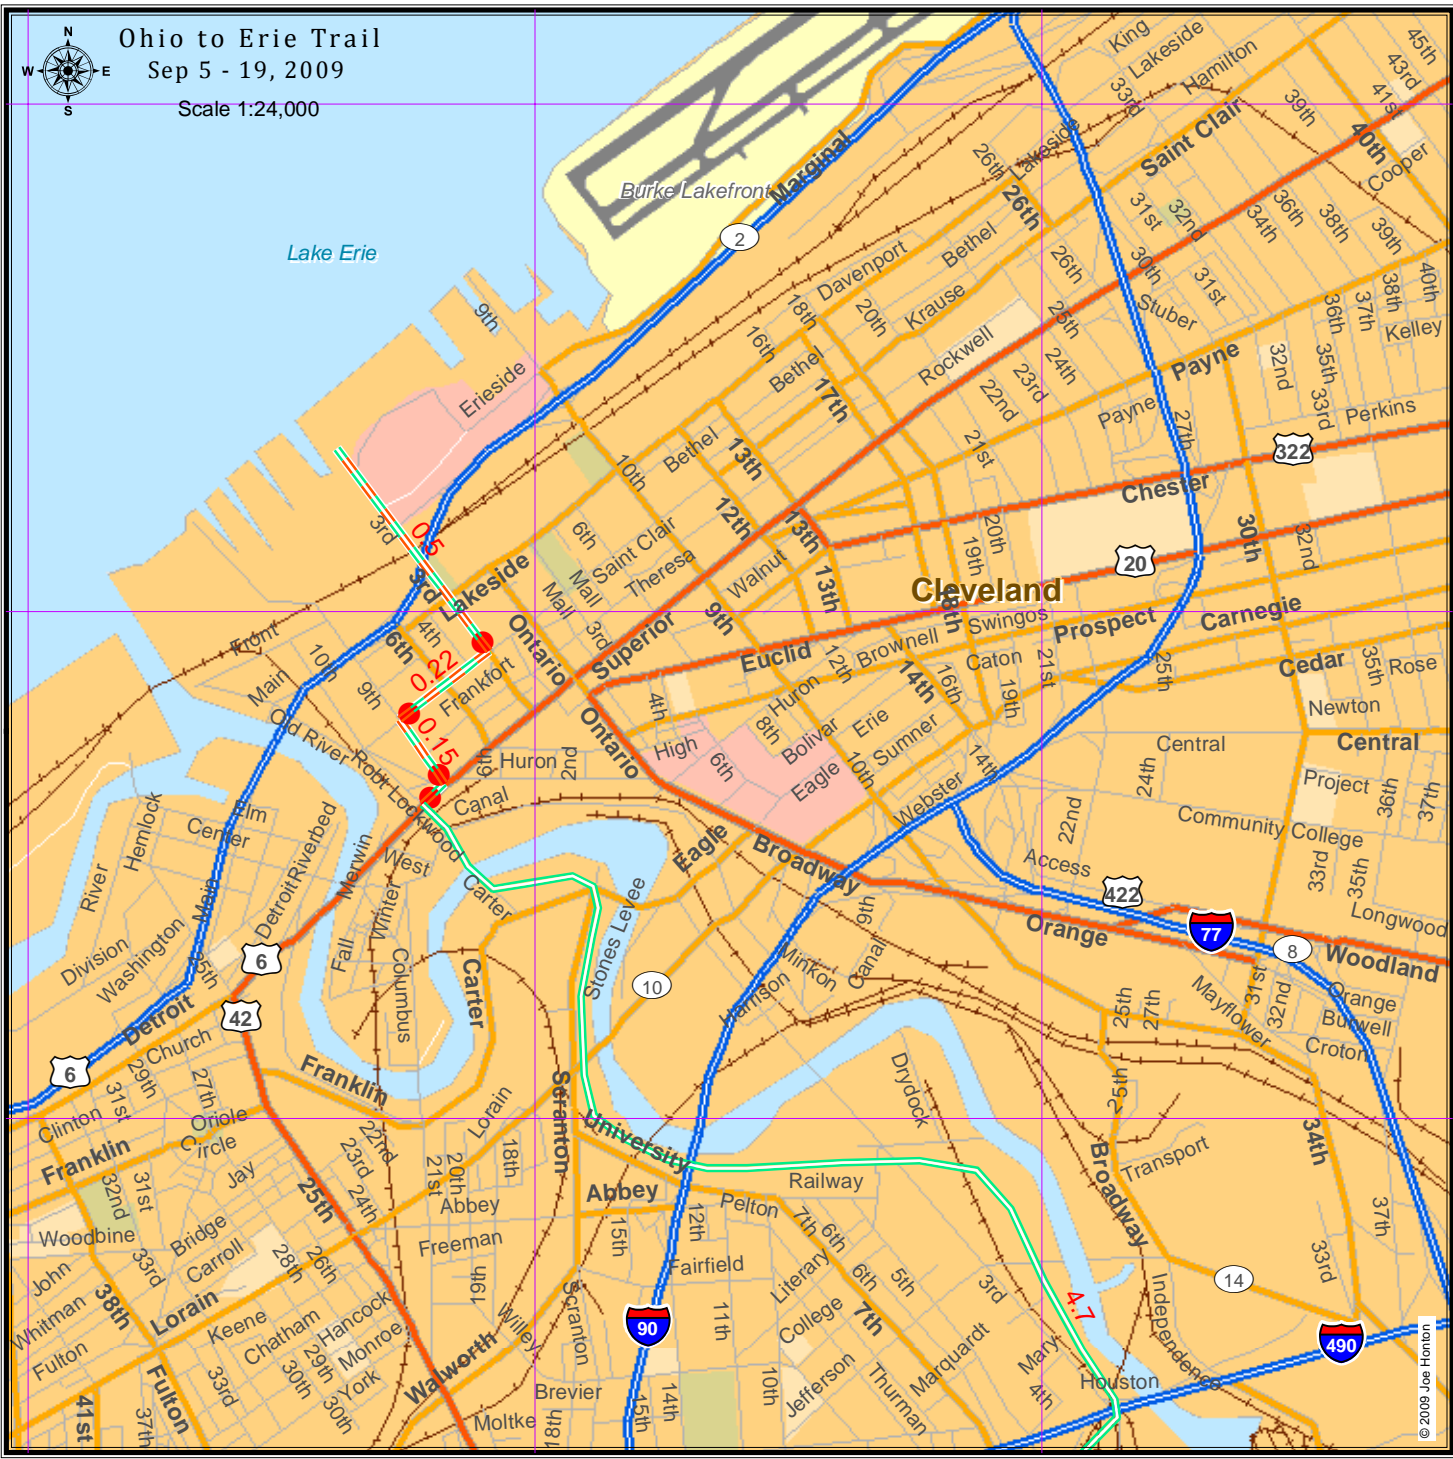 Ohio to Erie Trail
Sep 5 - 19, 2009
Scale 1:24,000
N
W
E
S
King
Lakeside
Hamilton
33rd
45th
43rd
41st
39th
40th
Cooper
Saint Clair
Lakeside
26th
26th
Marginal
Burke Lakefront
2
Lake Erie
31st
32nd
34th
36th
38th
39th
40th
Bethel
26th
30th
31st
Davenport
Stuber
38th
37th
36th
Kelley
9th
18th
20th
Krause
25th
16th
Bethel
Rockwell
24th
23rd
22nd
Payne
32nd
35th
33rd
Perkins
Erieside
17th
Payne
27th
322
Bethel
13th
21st
10th
Chester
3rd
0.5
12th
13th
20th
19th
30th
32nd
6th
Saint Clair
Theresa
Walnut
13th
20
Cleveland
3rd
Lakeside
Mall
Mall
3rd
9th
18th
Swingos
Prospect
Carnegie
Front
4th
6th
Ontario
Superior
Euclid
12th
Brownell
Caton
21st
25th
Cedar
35th
Rose
10th
0.22
Frankfort
Main
9th
14th
16th
19th
Newton
0.15
4th
Huron
8th
Bolivar
Erie
Sumner
Old River
Ontario
High
6th
Eagle
10th
14th
Central
Central
Robt Lockwood
6th
Huron
2nd
24th
Project
36th
37th
Canal
Webster
22nd
Community College
Hemlock
Elm
Center
Riverbed
Detroit
Merwin
West
Eagle
Broadway
Access
33rd
35th
River
Main
Winter
Carter
9th
422
Longwood
Orange
77
8
Woodland
Division
Washington
25th
6
Fall
Columbus
Carter
Stones Levee
10
Minkon
Canal
Harrison
31st
32nd
Orange
Burwell
Croton
Mayflower
25th
27th
42
Detroit
Church
6
29th
31st
27th
Franklin
Scranton
Drydock
25th
Clinton
Oriole
Circle
Lorain
University
Franklin
Jay
22nd
23rd
24th
21st
20th
18th
34th
Broadway
Transport
32nd
31st
25th
Abbey
Abbey
Railway
Pelton
37th
Woodbine
Bridge
Carroll
Freeman
15th
12th
7th
6th
John
33rd
28th
26th
Fairfield
Literary
6th
5th
3rd
33rd
14th
Independence
38th
16th
4.7
Whitman
Lorain
Keene
Hancock
Willey
Scranton
90
11th
College
7th
490
Fulton
Chatham
Monroe
29th
30th
York
30th
Walworth
Marquardt
Mary
Houston
4th
33rd
Fulton
41st
37th
Brevier
Moltke
18th
15th
14th
10th
Jefferson
Thurman
© 2009 Joe Honton